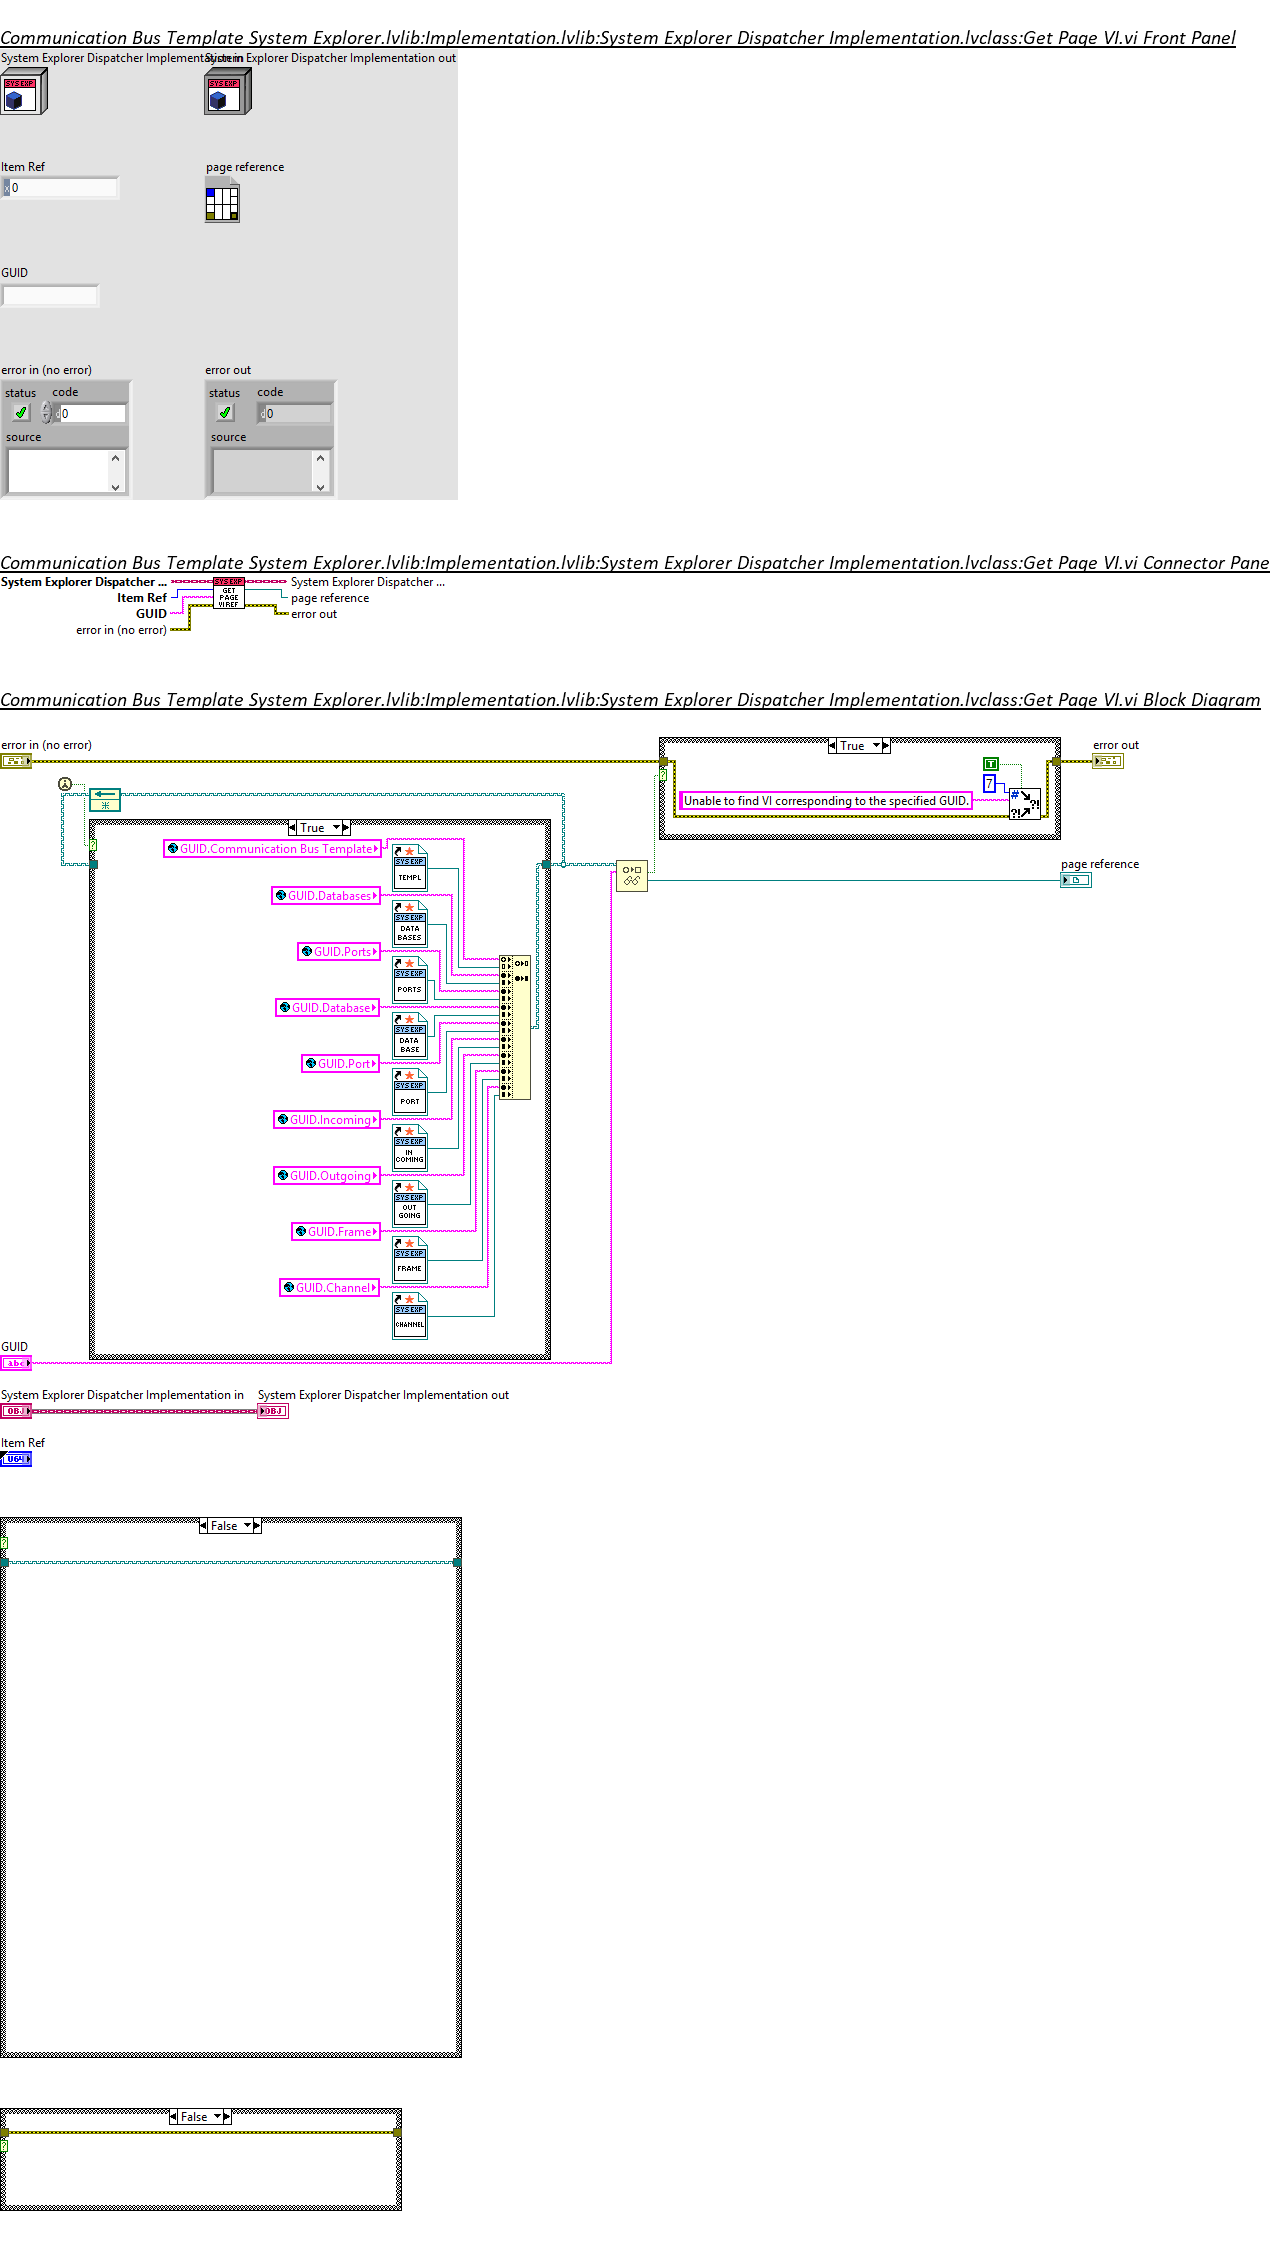 Communication Bus Template System Explorer.lvlib:Implementation.lvlib:System Explorer Dispatcher Implementation.lvclass:Get Page VI.vi Front Panel
System Explorer Dispatcher Implementation in
System Explorer Dispatcher Implementation out
SYS EXP
SYS EXP
Item Ref
page reference
x 0
GUID
error in (no error)
error out
status
code
status
code
d 0
d 0
source
source
Communication Bus Template System Explorer.lvlib:Implementation.lvlib:System Explorer Dispatcher Implementation.lvclass:Get Page VI.vi Connector Pane
System Explorer Dispatcher ...
SYS EXP
System Explorer Dispatcher ...
Item Ref
GET
PAGE
VI REF
page reference
GUID
error out
error in (no error)
Communication Bus Template System Explorer.lvlib:Implementation.lvlib:System Explorer Dispatcher Implementation.lvclass:Get Page VI.vi Block Diagram
error in (no error)
True
error out
T
7
Unable to find VI corresponding to the specified GUID.
#
?!
?!
?
True
?
GUID.Communication Bus Template
SYS EXP
TEMPL
page reference
GUID.Databases
SYS EXP
DATA
BASES
GUID.Ports
SYS EXP
PORTS
GUID.Database
SYS EXP
DATA
BASE
GUID.Port
SYS EXP
PORT
GUID.Incoming
SYS EXP
IN
COMING
GUID.Outgoing
SYS EXP
OUT
GOING
GUID.Frame
SYS EXP
FRAME
GUID.Channel
SYS EXP
CHANNEL
GUID
abc
System Explorer Dispatcher Implementation in
System Explorer Dispatcher Implementation out
OBJ
OBJ
Item Ref
U64
False
?
False
?